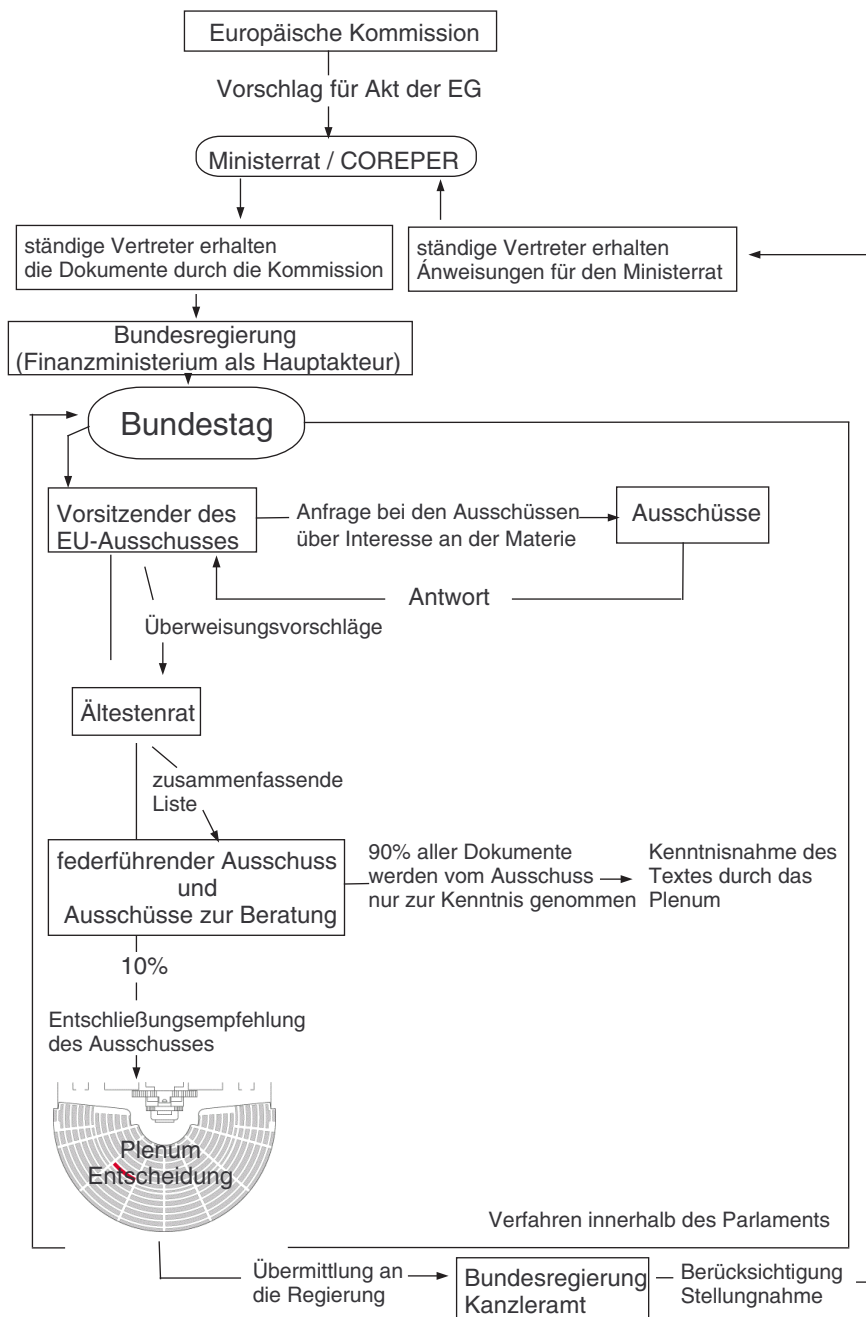 Europäische Kommission
Vorschlag für Akt der EG
Ministerrat / COREPER
ständige Vertreter erhalten
die Dokumente durch die Kommission
ständige Vertreter erhalten
Ánweisungen für den Ministerrat
Bundesregierung
(Finanzministerium als Hauptakteur)
Bundestag
Vorsitzender des
EU-Ausschusses
Anfrage bei den Ausschüssen
über Interesse an der Materie
Ausschüsse
Antwort
Überweisungsvorschläge
Ältestenrat
zusammenfassende
Liste
federführender Ausschuss
und
Ausschüsse zur Beratung
90% aller Dokumente
werden vom Ausschuss
nur zur Kenntnis genommen
Kenntnisnahme des
Textes durch das
Plenum
10%
Entschließungsempfehlung
des Ausschusses
Plenum
Entscheidung
Verfahren innerhalb des Parlaments
Übermittlung an
die Regierung
Bundesregierung
Kanzleramt
Berücksichtigung
Stellungnahme